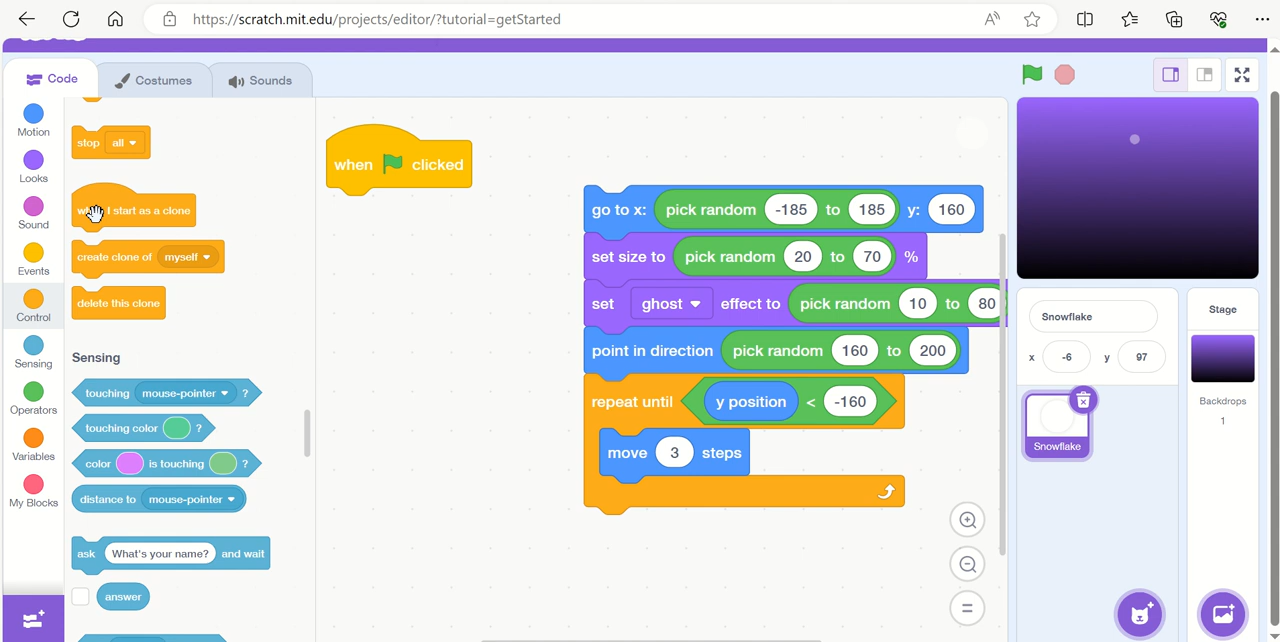 https://scratch.mit.edu/projects/editor/?tutorial=getStarted
Code
Costumes
Sounds
Motion
Looks
Sound
Events
Control
Sensing
Operators
Variables
My Blocks
stop all
I start as a clone
create clone of myself
delete this clone
Sensing
touching mouse-pointer ?
touching color ?
color is touching ?
distance to mouse-pointer
ask What's your name? and wait
answer
when clicked
go to x: pick random -185 to 185 y: 160
set size to pick random 20 to 70 %
set ghost effect to pick random 10 to 80
point in direction pick random 160 to 200
repeat until y position < -160
move 3 steps
Snowflake
x -6 y 97
Snowflake
Stage
Backdrops
1